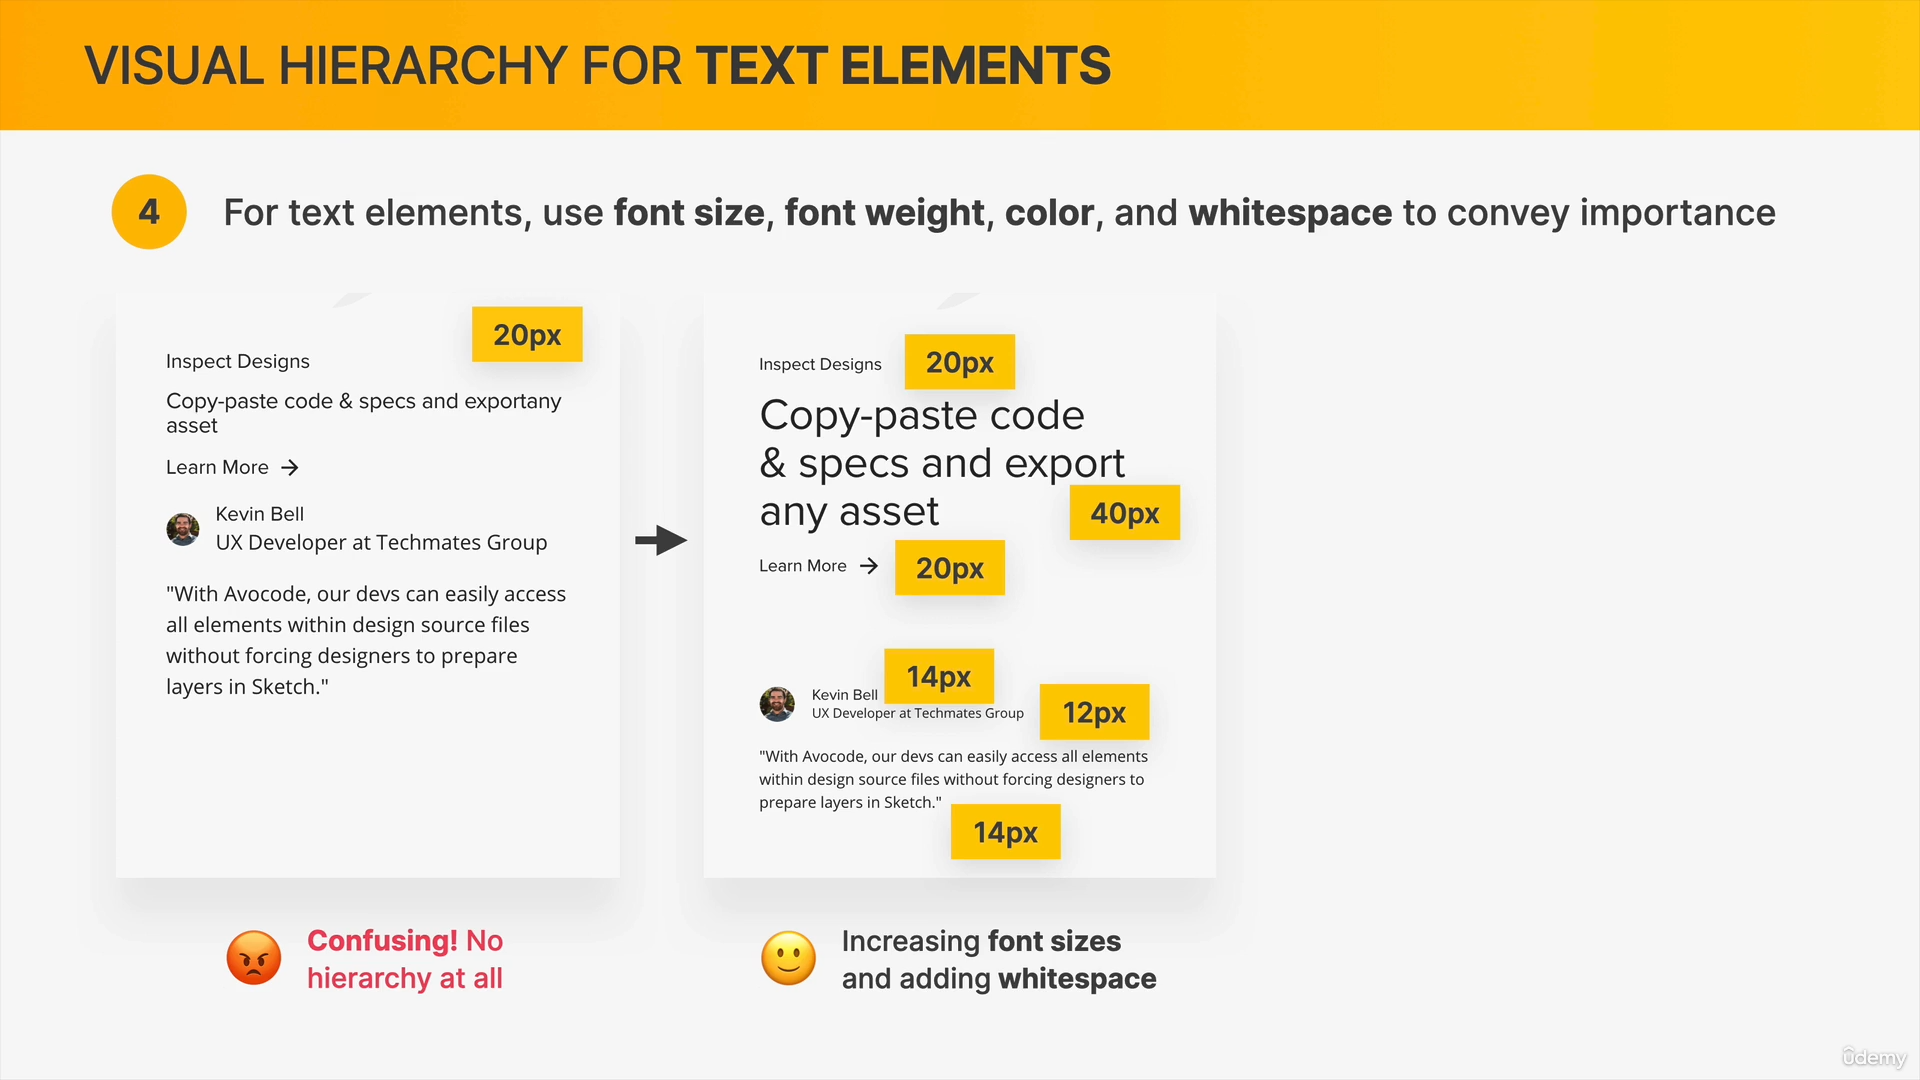 VISUAL HIERARCHY FOR TEXT ELEMENTS
4
For text elements, use font size, font weight, color, and whitespace to convey importance
20px
Inspect Designs
Copy-paste code & specs and exportany
asset
Learn More →
Kevin Bell
UX Developer at Techmates Group
"With Avocode, our devs can easily access
all elements within design source files
without forcing designers to prepare
layers in Sketch."
Confusing! No
hierarchy at all
Inspect Designs
20px
Copy-paste code
& specs and export
any asset
40px
Learn More →
20px
14px
Kevin Bell
UX Developer at Techmates Group
12px
"With Avocode, our devs can easily access all elements
within design source files without forcing designers to
prepare layers in Sketch."
14px
Increasing font sizes
and adding whitespace
ûdemy